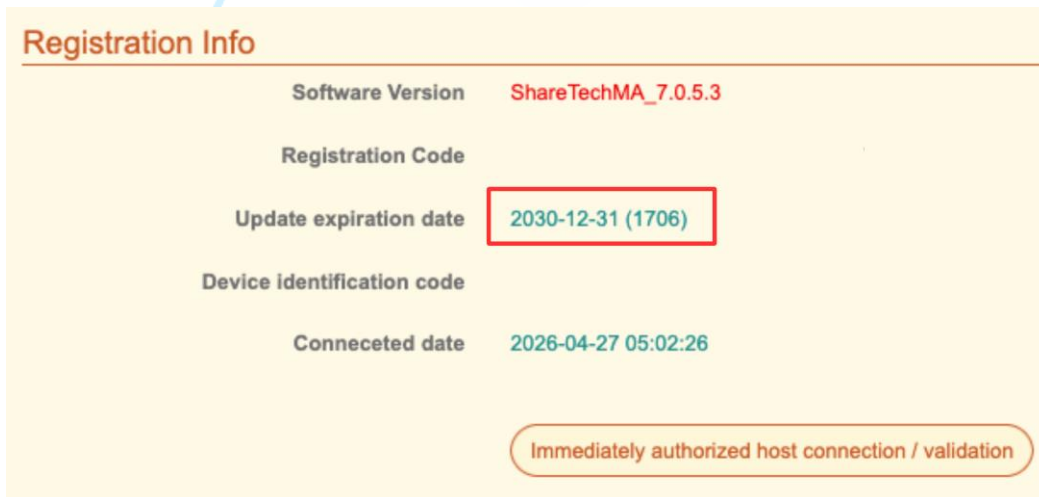 Registration Info
Software Version ShareTechMA_7.0.5.3
Registration Code
Update expiration date 2030-12-31 (1706)
Device identification code
Conneceted date 2026-04-27 05:02:26
Immediately authorized host connection / validation